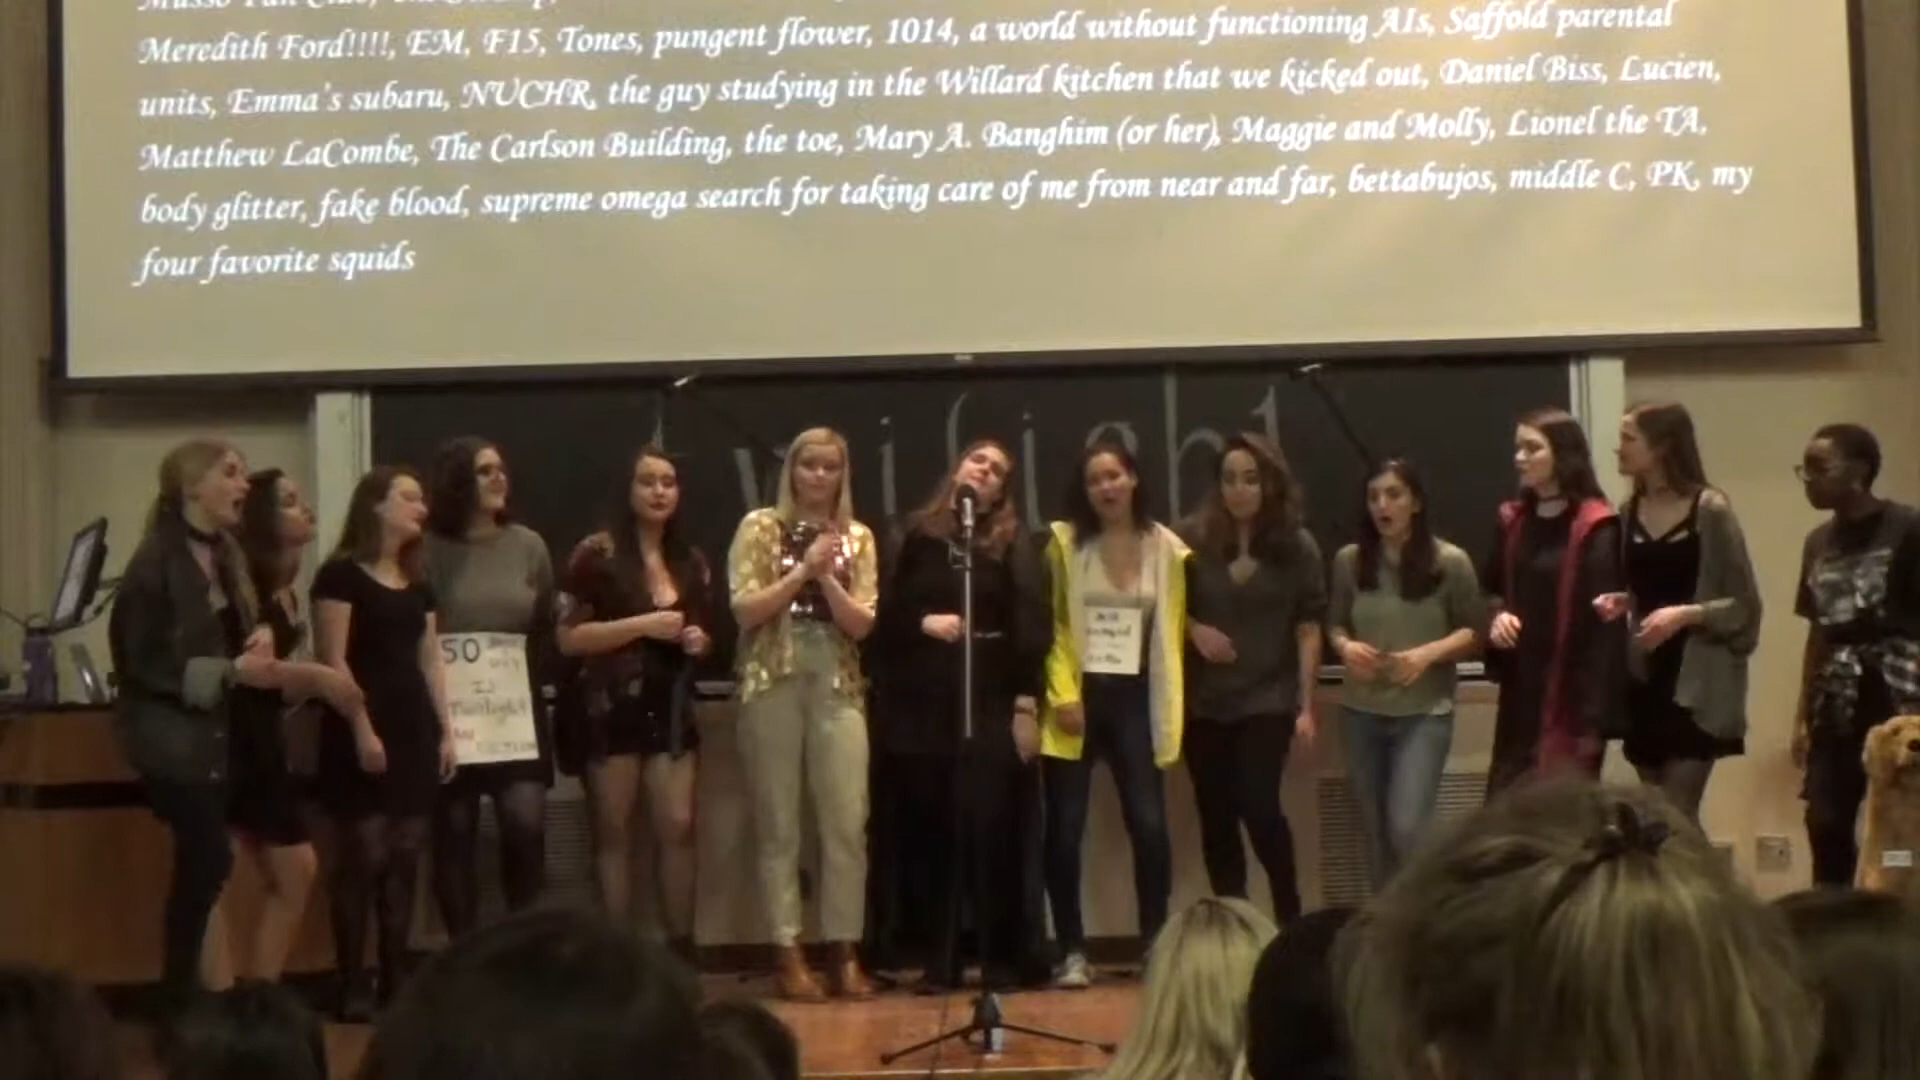 Meredith Ford!!!!, EM, F15, Tones, pungent flower, 1014, a world without functioning AIs, Saffold parental
units, Emma's subaru, NUCHR, the guy studying in the Willard kitchen that we kicked out, Daniel Biss, Lucien,
Matthew LaCombe, The Carlson Building, the toe, Mary A. Banghim (or her), Maggie and Molly, Lionel the TA,
body glitter, fake blood, supreme omega search for taking care of me from near and far, bettabujos, middle C, PK, my
four favorite squids
twilight
50